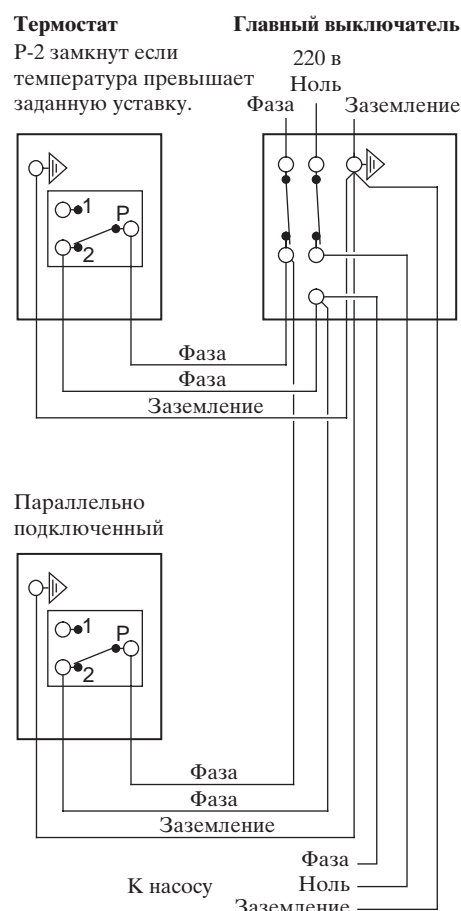 Термостат
P-2 замкнут если
температура превышает
заданную уставку.
Главный выключатель
220 в
Ноль
Фаза
Заземление
1
P
2
Фаза
Фаза
Заземление
Параллельно
подключенный
1
P
2
Фаза
Фаза
Заземление
К насосу
Фаза
Ноль
Заземление